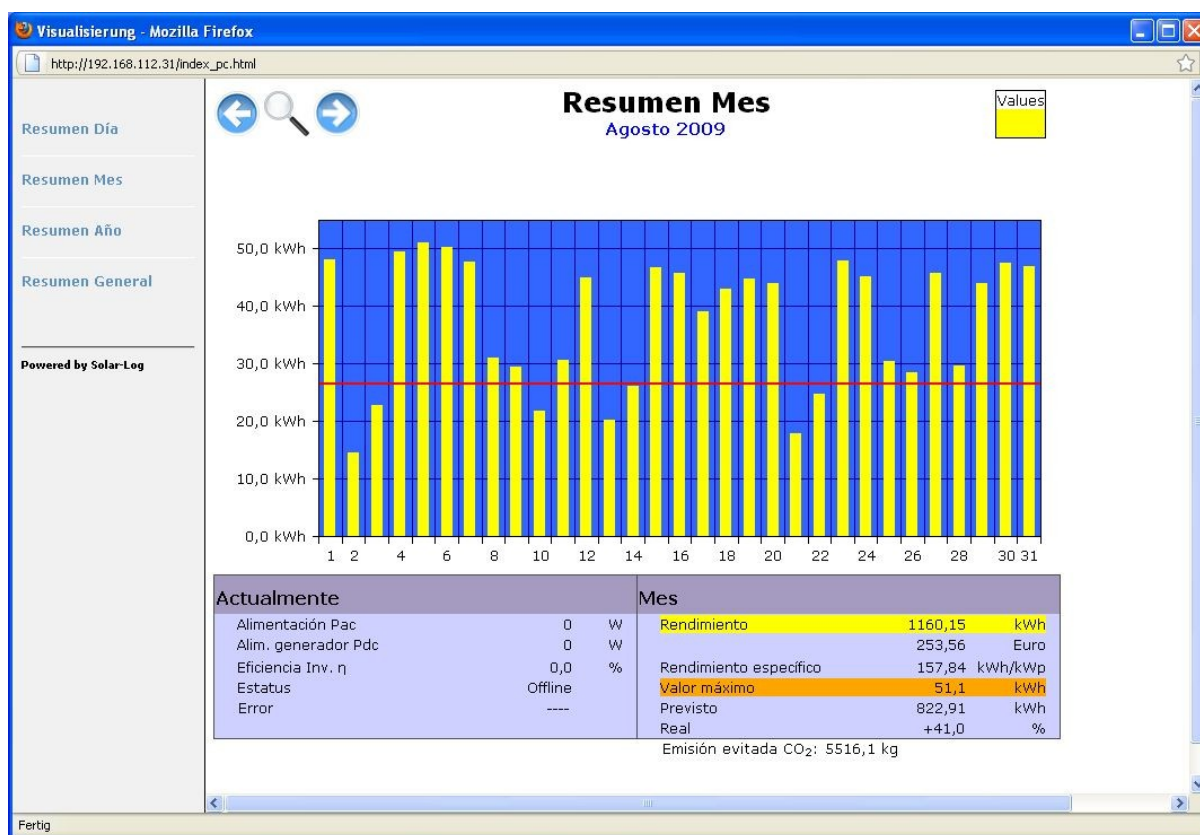 Visualisierung - Mozilla Firefox
http://192.168.112.31/index_pc.html
Resumen Día
Resumen Mes
Resumen Año
Resumen General
Powered by Solar-Log
Resumen Mes
Agosto 2009
Values
50,0 kWh
40,0 kWh
30,0 kWh
20,0 kWh
10,0 kWh
0,0 kWh
1 2 4 6 8 10 12 14 16 18 20 22 24 26 28 30 31
Actualmente
Alimentación Pac 0 W
Alim. generador Pdc 0 W
Eficiencia Inv. η 0,0 %
Estatus Offline
Error ----
Mes
Rendimiento 1160,15 kWh
253,56 Euro
Rendimiento específico 157,84 kWh/kWp
Valor máximo 51,1 kWh
Previsto 822,91 kWh
Real +41,0 %
Emisión evitada CO₂: 5516,1 kg
Fertig